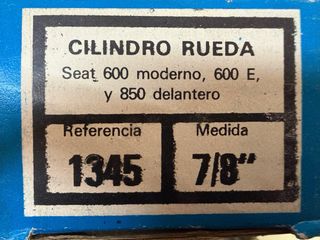 CILINDRO RUEDA
Seat 600 moderno, 600 E,
y 850 delantero
Referencia Medida
1345 7/8"